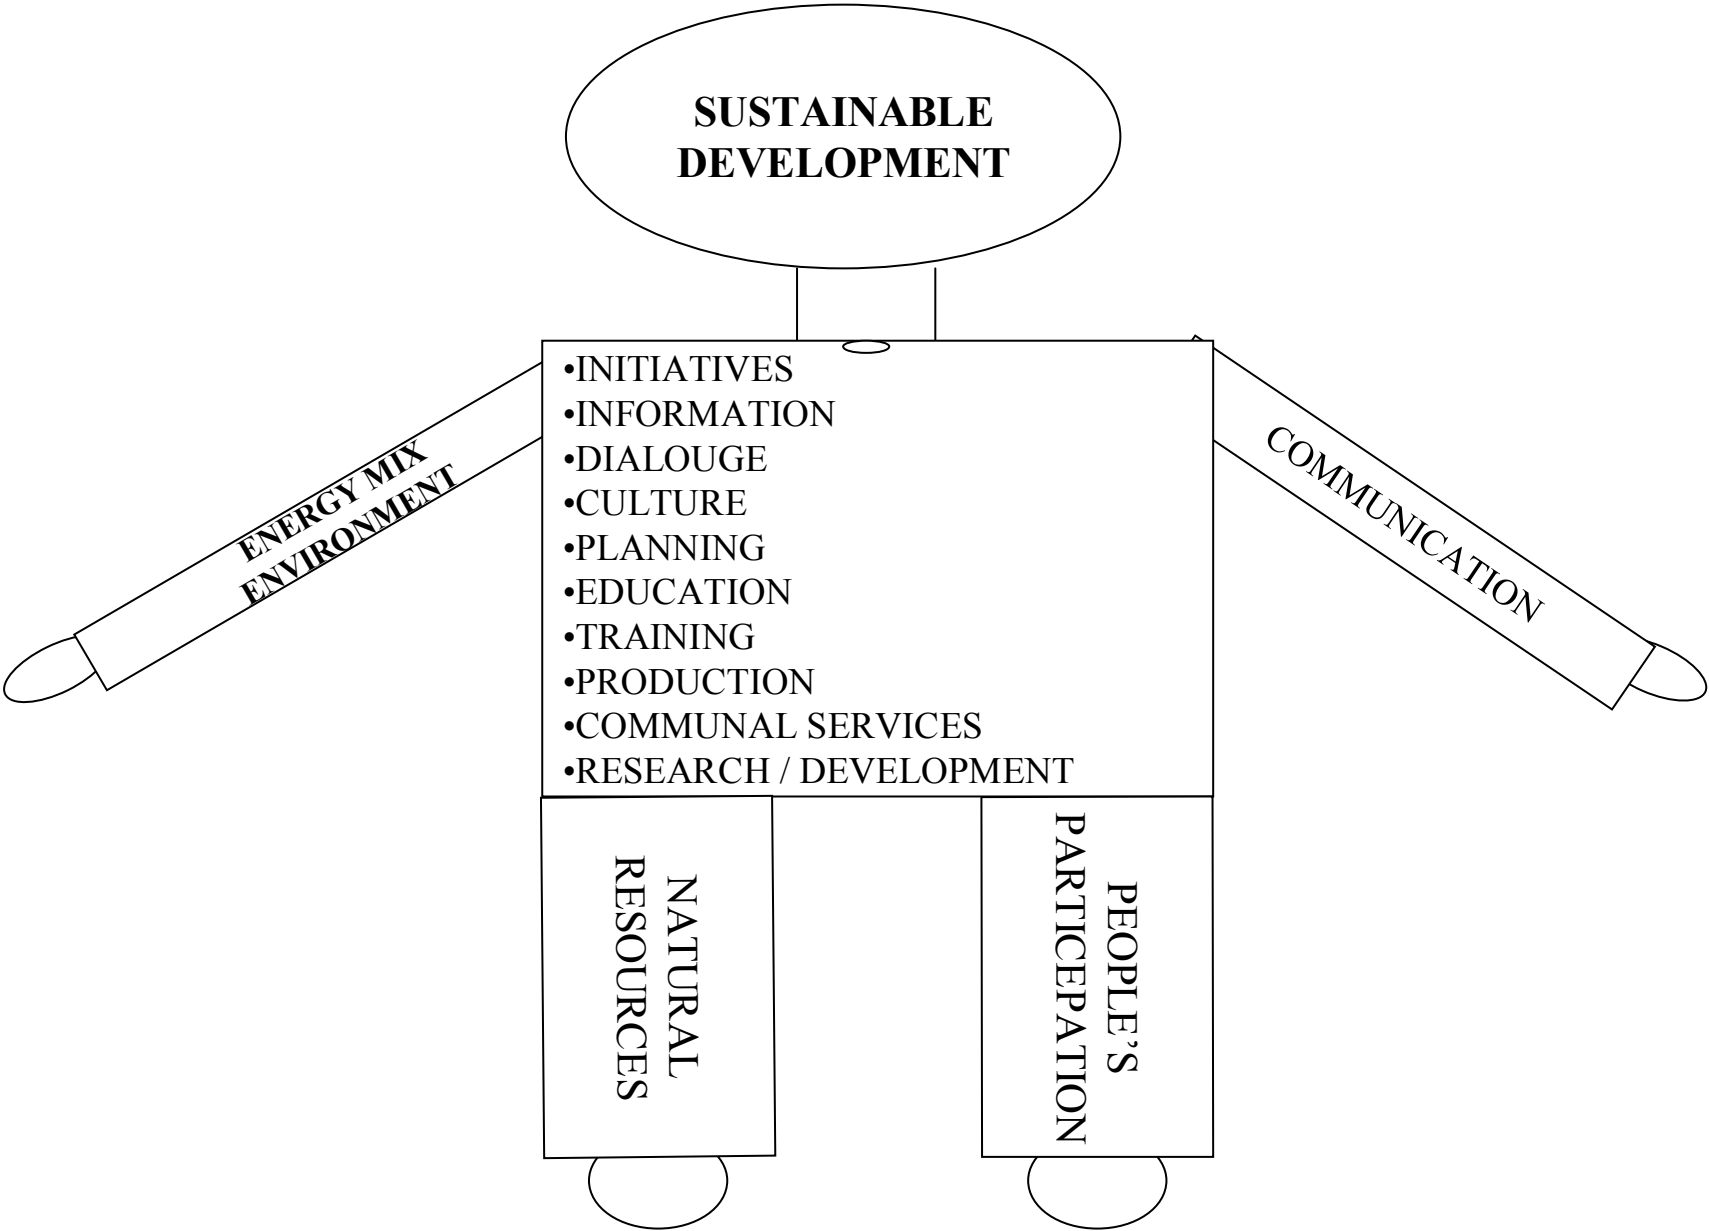 SUSTAINABLE
DEVELOPMENT
•INITIATIVES
•INFORMATION
•DIALOUGE
•CULTURE
•PLANNING
•EDUCATION
•TRAINING
•PRODUCTION
•COMMUNAL SERVICES
•RESEARCH / DEVELOPMENT
ENERGY MIX
ENVIRONMENT
COMMUNICATION
NATURAL
RESOURCES
PEOPLE’S
PARTICEPATION